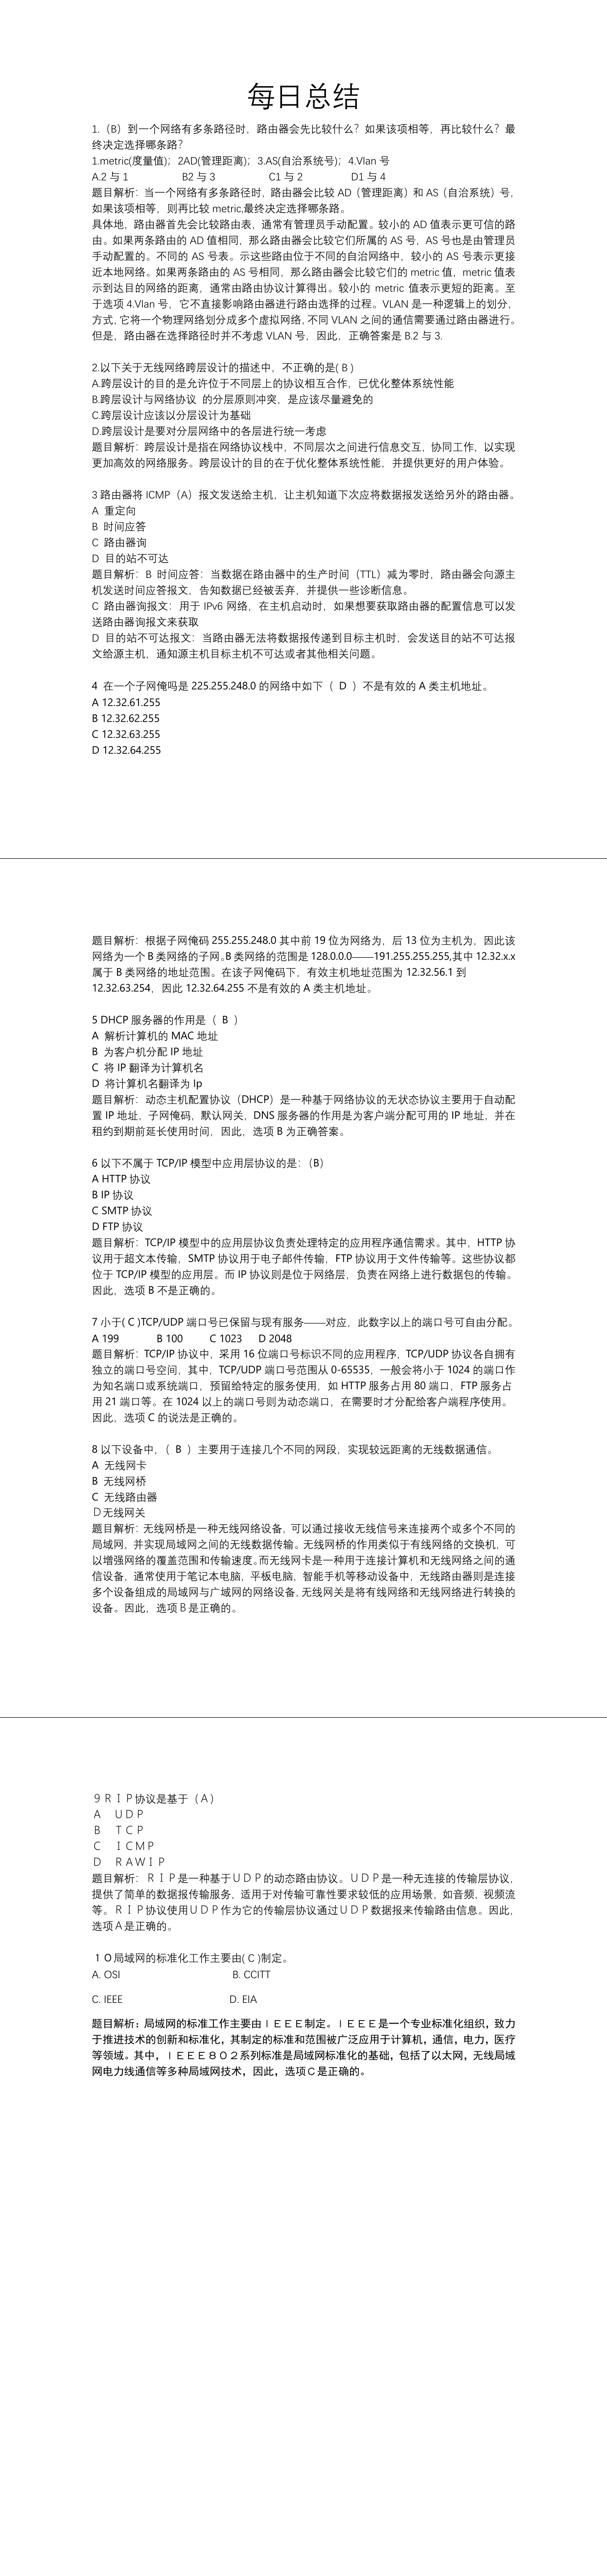 每日总结
1.（B）到一个网络有多条路径时，路由器会先比较什么？如果该项相等，再比较什么？最
终决定选择哪条路？
1.metric(度量值)；2AD(管理距离)；3.AS(自治系统号)；4.Vlan 号
A.2 与 1 B2 与 3 C1 与 2 D1 与 4
题目解析：当一个网络有多条路径时，路由器会比较 AD（管理距离）和 AS（自治系统）号，
如果该项相等，则再比较 metric,最终决定选择哪条路。
具体地，路由器首先会比较路由表，通常有管理员手动配置。较小的 AD 值表示更可信的路
由。如果两条路由的 AD 值相同，那么路由器会比较它们所属的 AS 号，AS 号也是由管理员
手动配置的。不同的 AS 号表。示这些路由位于不同的自治网络中，较小的 AS 号表示更接
近本地网络。如果两条路由的 AS 号相同，那么路由器会比较它们的 metric 值，metric 值表
示到达目的网络的距离，通常由路由协议计算得出。较小的 metric 值表示更短的距离。至
于选项 4.Vlan 号，它不直接影响路由器进行路由选择的过程。VLAN 是一种逻辑上的划分，
方式,它将一个物理网络划分成多个虚拟网络,不同 VLAN 之间的通信需要通过路由器进行。
但是，路由器在选择路径时并不考虑 VLAN 号，因此，正确答案是 B.2 与 3.
2.以下关于无线网络跨层设计的描述中，不正确的是( B )
A.跨层设计的目的是允许位于不同层上的协议相互合作，已优化整体系统性能
B.跨层设计与网络协议 的分层原则冲突，是应该尽量避免的
C.跨层设计应该以分层设计为基础
D.跨层设计是要对分层网络中的各层进行统一考虑
题目解析：跨层设计是指在网络协议栈中，不同层次之间进行信息交互，协同工作，以实现
更加高效的网络服务。跨层设计的目的在于优化整体系统性能，并提供更好的用户体验。
3 路由器将 ICMP（A）报文发送给主机，让主机知道下次应将数据报发送给另外的路由器。
A 重定向
B 时间应答
C 路由器询
D 目的站不可达
题目解析：B 时间应答：当数据在路由器中的生产时间（TTL）减为零时，路由器会向源主
机发送时间应答报文，告知数据已经被丢弃，并提供一些诊断信息。
C 路由器询报文：用于 IPv6 网络，在主机启动时，如果想要获取路由器的配置信息可以发
送路由器询报文来获取
D 目的站不可达报文：当路由器无法将数据报传递到目标主机时，会发送目的站不可达报
文给源主机，通知源主机目标主机不可达或者其他相关问题。
4 在一个子网俺吗是 225.255.248.0 的网络中如下（ D ）不是有效的 A 类主机地址。
A 12.32.61.255
B 12.32.62.255
C 12.32.63.255
D 12.32.64.255
题目解析：根据子网俺码 255.255.248.0 其中前 19 位为网络为，后 13 位为主机为，因此该
网络为一个 B 类网络的子网。B 类网络的范围是 128.0.0.0——191.255.255.255,其中 12.32.x.x
属于 B 类网络的地址范围。在该子网俺码下，有效主机地址范围为 12.32.56.1 到
12.32.63.254，因此 12.32.64.255 不是有效的 A 类主机地址。
5 DHCP 服务器的作用是（ B ）
A 解析计算机的 MAC 地址
B 为客户机分配 IP 地址
C 将 IP 翻译为计算机名
D 将计算机名翻译为 Ip
题目解析：动态主机配置协议（DHCP）是一种基于网络协议的无状态协议主要用于自动配
置 IP 地址，子网俺码，默认网关，DNS 服务器的作用是为客户端分配可用的 IP 地址，并在
租约到期前延长使用时间，因此，选项 B 为正确答案。
6 以下不属于 TCP/IP 模型中应用层协议的是:（B）
A HTTP 协议
B IP 协议
C SMTP 协议
D FTP 协议
题目解析：TCP/IP 模型中的应用层协议负责处理特定的应用程序通信需求。其中，HTTP 协
议用于超文本传输，SMTP 协议用于电子邮件传输，FTP 协议用于文件传输等。这些协议都
位于 TCP/IP 模型的应用层。而 IP 协议则是位于网络层，负责在网络上进行数据包的传输。
因此，选项 B 不是正确的。
7 小于( C )TCP/UDP 端口号已保留与现有服务——对应，此数字以上的端口号可自由分配。
A 199 B 100 C 1023 D 2048
题目解析：TCP/IP 协议中，采用 16 位端口号标识不同的应用程序，TCP/UDP 协议各自拥有
独立的端口号空间，其中，TCP/UDP 端口号范围从 0-65535，一般会将小于 1024 的端口作
为知名端口或系统端口，预留给特定的服务使用，如 HTTP 服务占用 80 端口，FTP 服务占
用 21 端口等。在 1024 以上的端口号则为动态端口，在需要时才分配给客户端程序使用。
因此，选项 C 的说法是正确的。
8 以下设备中，（ B ）主要用于连接几个不同的网段，实现较远距离的无线数据通信。
A 无线网卡
B 无线网桥
C 无线路由器
Ｄ无线网关
题目解析：无线网桥是一种无线网络设备，可以通过接收无线信号来连接两个或多个不同的
局域网，并实现局域网之间的无线数据传输。无线网桥的作用类似于有线网络的交换机，可
以增强网络的覆盖范围和传输速度。而无线网卡是一种用于连接计算机和无线网络之间的通
信设备，通常使用于笔记本电脑，平板电脑，智能手机等移动设备中，无线路由器则是连接
多个设备组成的局域网与广域网的网络设备,无线网关是将有线网络和无线网络进行转换的
设备。因此，选项Ｂ是正确的。
９ＲＩＰ协议是基于（Ａ）
Ａ ＵＤＰ
Ｂ ＴＣＰ
Ｃ ＩＣＭＰ
Ｄ ＲＡＷＩＰ
题目解析：ＲＩＰ是一种基于ＵＤＰ的动态路由协议。ＵＤＰ是一种无连接的传输层协议，
提供了简单的数据报传输服务，适用于对传输可靠性要求较低的应用场景，如音频，视频流
等。ＲＩＰ协议使用ＵＤＰ作为它的传输层协议通过ＵＤＰ数据报来传输路由信息。因此，
选项Ａ是正确的。
１０局域网的标准化工作主要由( C )制定。
A. OSI B. CCITT
C. IEEE D. EIA
题目解析：局域网的标准工作主要由ＩＥＥＥ制定。ＩＥＥＥ是一个专业标准化组织，致力
于推进技术的创新和标准化，其制定的标准和范围被广泛应用于计算机，通信，电力，医疗
等领域。其中，ＩＥＥＥ８０２系列标准是局域网标准化的基础，包括了以太网，无线局域
网电力线通信等多种局域网技术，因此，选项Ｃ是正确的。